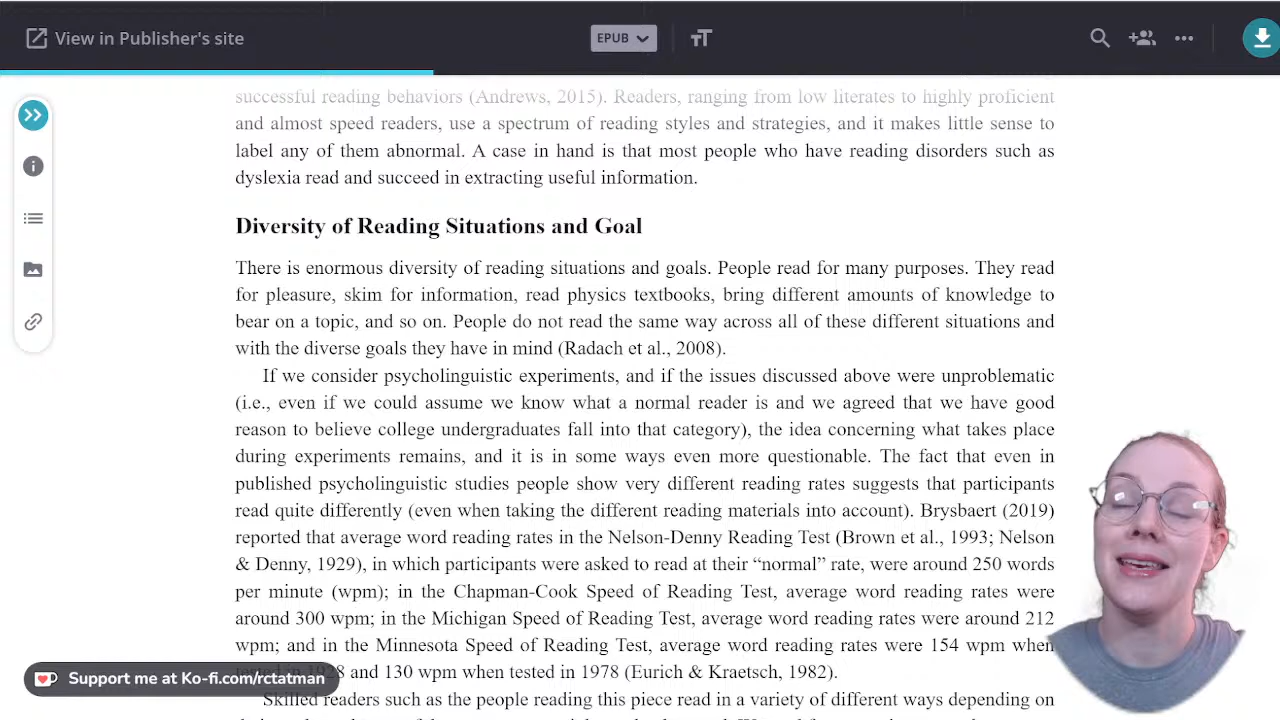 View in Publisher's site
EPUB
successful reading behaviors (Andrews, 2015). Readers, ranging from low literates to highly proficient
and almost speed readers, use a spectrum of reading styles and strategies, and it makes little sense to
label any of them abnormal. A case in hand is that most people who have reading disorders such as
dyslexia read and succeed in extracting useful information.
Diversity of Reading Situations and Goal
There is enormous diversity of reading situations and goals. People read for many purposes. They read
for pleasure, skim for information, read physics textbooks, bring different amounts of knowledge to
bear on a topic, and so on. People do not read the same way across all of these different situations and
with the diverse goals they have in mind (Radach et al., 2008).
If we consider psycholinguistic experiments, and if the issues discussed above were unproblematic
(i.e., even if we could assume we know what a normal reader is and we agreed that we have good
reason to believe college undergraduates fall into that category), the idea concerning what takes place
during experiments remains, and it is in some ways even more questionable. The fact that even in
published psycholinguistic studies people show very different reading rates suggests that participants
read quite differently (even when taking the different reading materials into account). Brysbaert (2019)
reported that average word reading rates in the Nelson-Denny Reading Test (Brown et al., 1993; Nelson
& Denny, 1929), in which participants were asked to read at their “normal” rate, were around 250 words
per minute (wpm); in the Chapman-Cook Speed of Reading Test, average word reading rates were
around 300 wpm; in the Michigan Speed of Reading Test, average word reading rates were around 212
wpm; and in the Minnesota Speed of Reading Test, average word reading rates were 154 wpm when
tested in 1928 and 130 wpm when tested in 1978 (Eurich & Kraetsch, 1982).
Support me at Ko-fi.com/rctatman
Skilled readers such as the people reading this piece read in a variety of different ways depending on